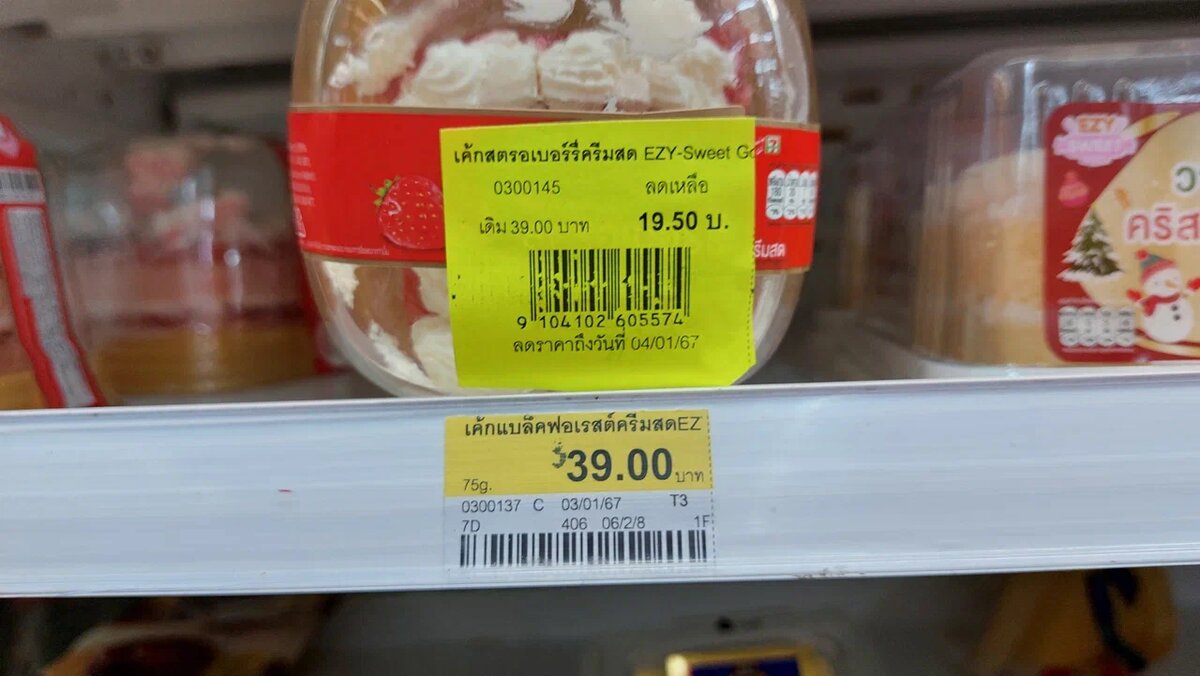 เค้กสตรอเบอร์รี่ครีมสด EZY-Sweet
0300145 ลดเหลือ
เดิม 39.00 บาท 19.50 บ.
9 104102 605574
ลดราคาถึงวันที่ 04/01/67
รีมสด
EZY
SWEET
คริส
เค้กแบล็คฟอเรสต์ครีมสดEZ
39.00 บาท
75g.
0300137 C 03/01/67 T3
7D 406 06/2/8 1F